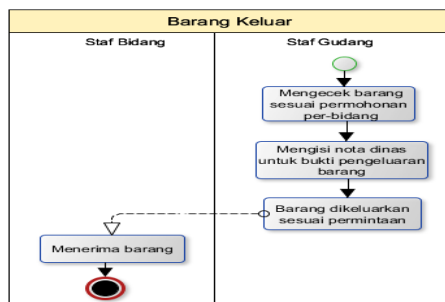 Barang Keluar
Staf Bidang
Staf Gudang
Mengecek barang
sesuai permohonan
per-bidang
Mengisi nota dinas
untuk bukti pengeluaran
barang
Barang dikeluarkan
sesuai permintaan
Menerima barang